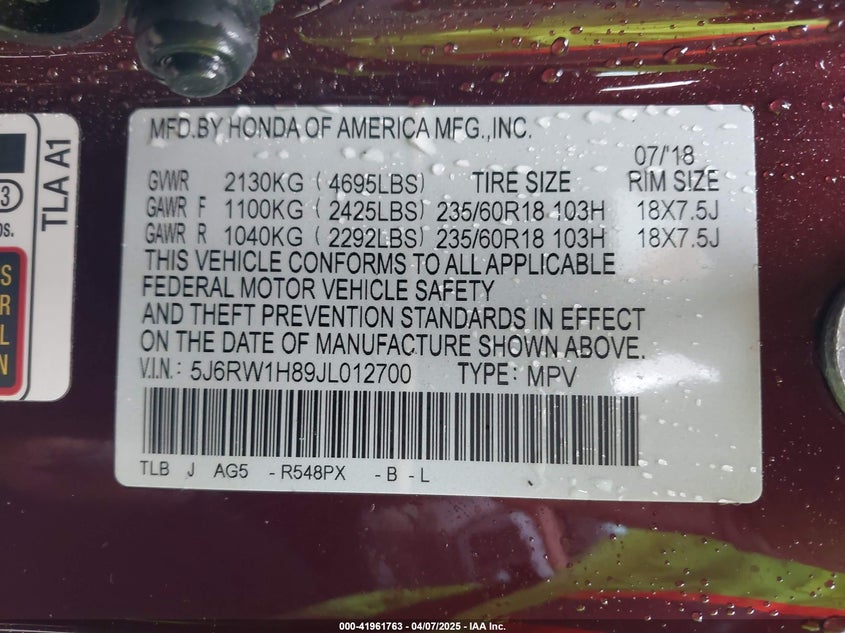 MFD.BY HONDA OF AMERICA MFG.,INC.
07/'18
GVWR 2130KG (4695LBS) TIRE SIZE RIM SIZE
GAWR F 1100KG (2425LBS) 235/60R18 103H 18X7.5J
GAWR R 1040KG (2292LBS) 235/60R18 103H 18X7.5J
THIS VEHICLE CONFORMS TO ALL APPLICABLE
FEDERAL MOTOR VEHICLE SAFETY
AND THEFT PREVENTION STANDARDS IN EFFECT
ON THE DATE OF MANUFACTURE SHOWN ABOVE.
V.I.N.: 5J6RW1H89JL012700 TYPE: MPV
TLB J AG5 -R548PX -B -L
TLA A1
3
os.
S
R
L
N
000-41961763 - 04/07/2025 - IAA Inc.